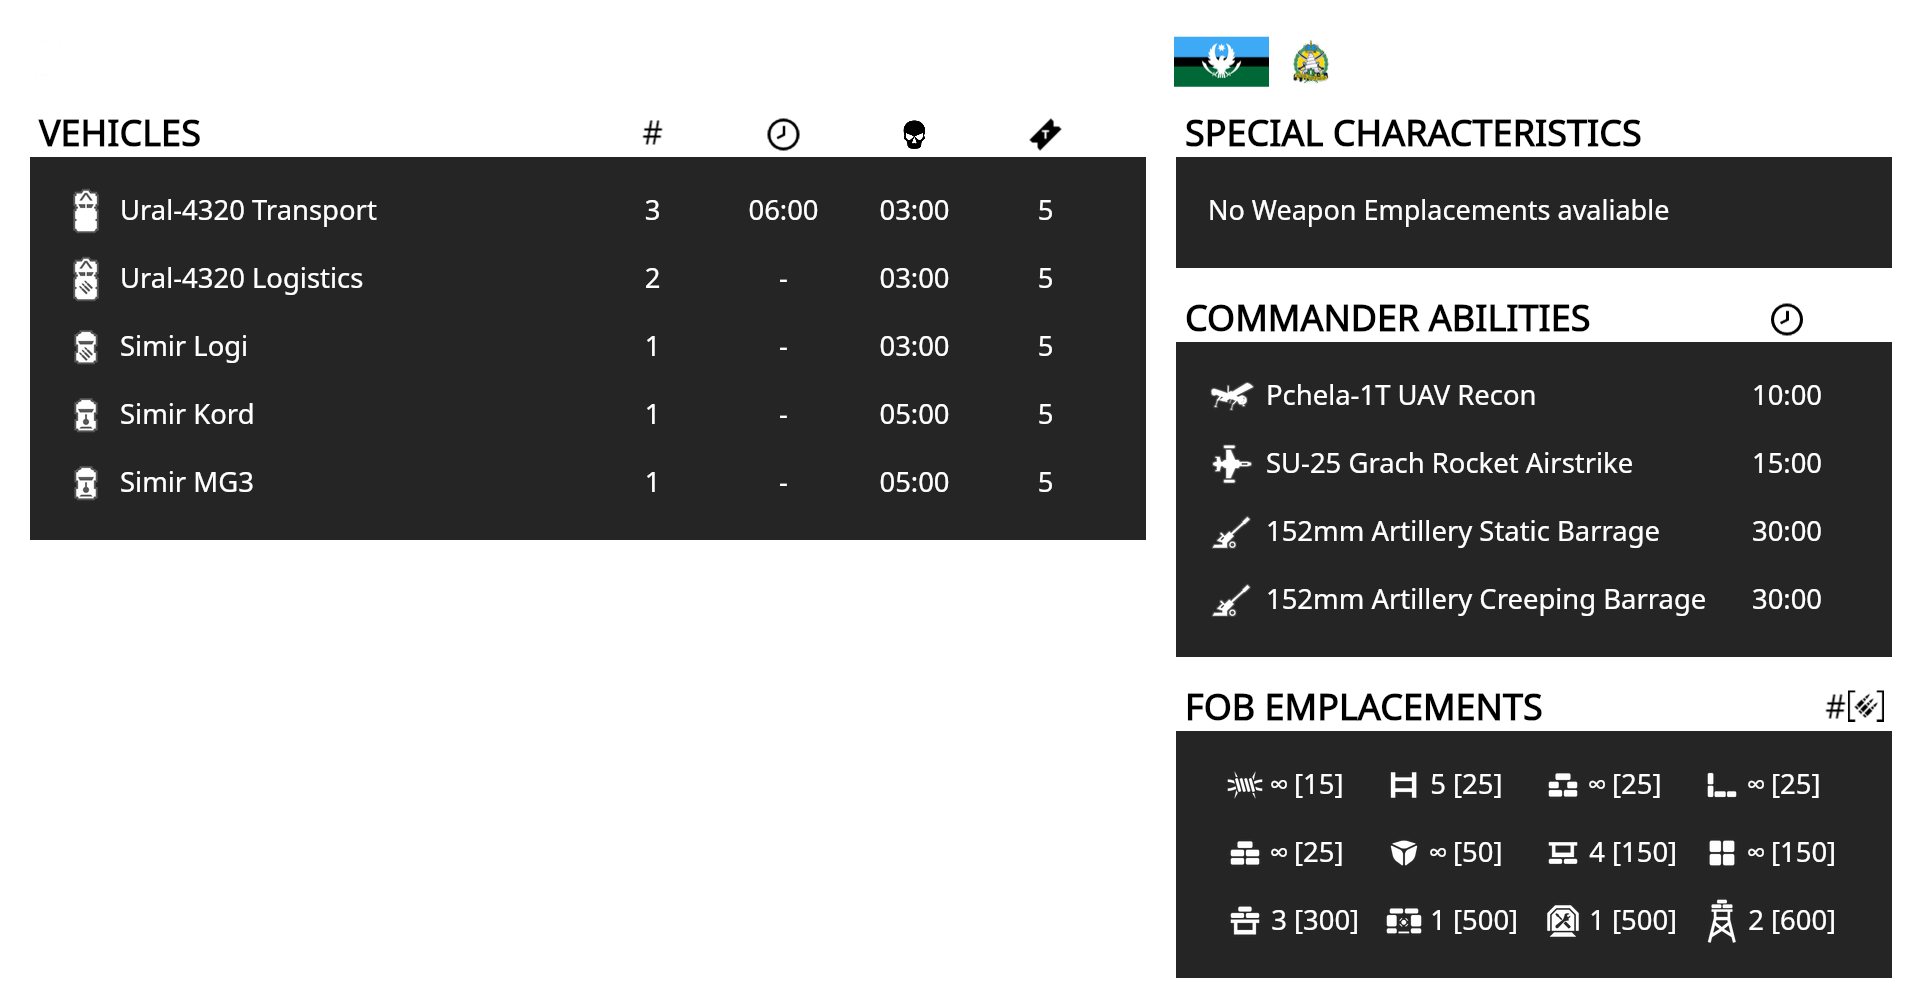 VEHICLES #
Ural-4320 Transport 3 06:00 03:00 5
Ural-4320 Logistics 2 - 03:00 5
Simir Logi 1 - 03:00 5
Simir Kord 1 - 05:00 5
Simir MG3 1 - 05:00 5
SPECIAL CHARACTERISTICS
No Weapon Emplacements avaliable
COMMANDER ABILITIES
Pchela-1T UAV Recon 10:00
SU-25 Grach Rocket Airstrike 15:00
152mm Artillery Static Barrage 30:00
152mm Artillery Creeping Barrage 30:00
FOB EMPLACEMENTS #[]
∞ [15] 5 [25] ∞ [25] ∞ [25]
∞ [25] ∞ [50] 4 [150] ∞ [150]
3 [300] 1 [500] 1 [500] 2 [600]